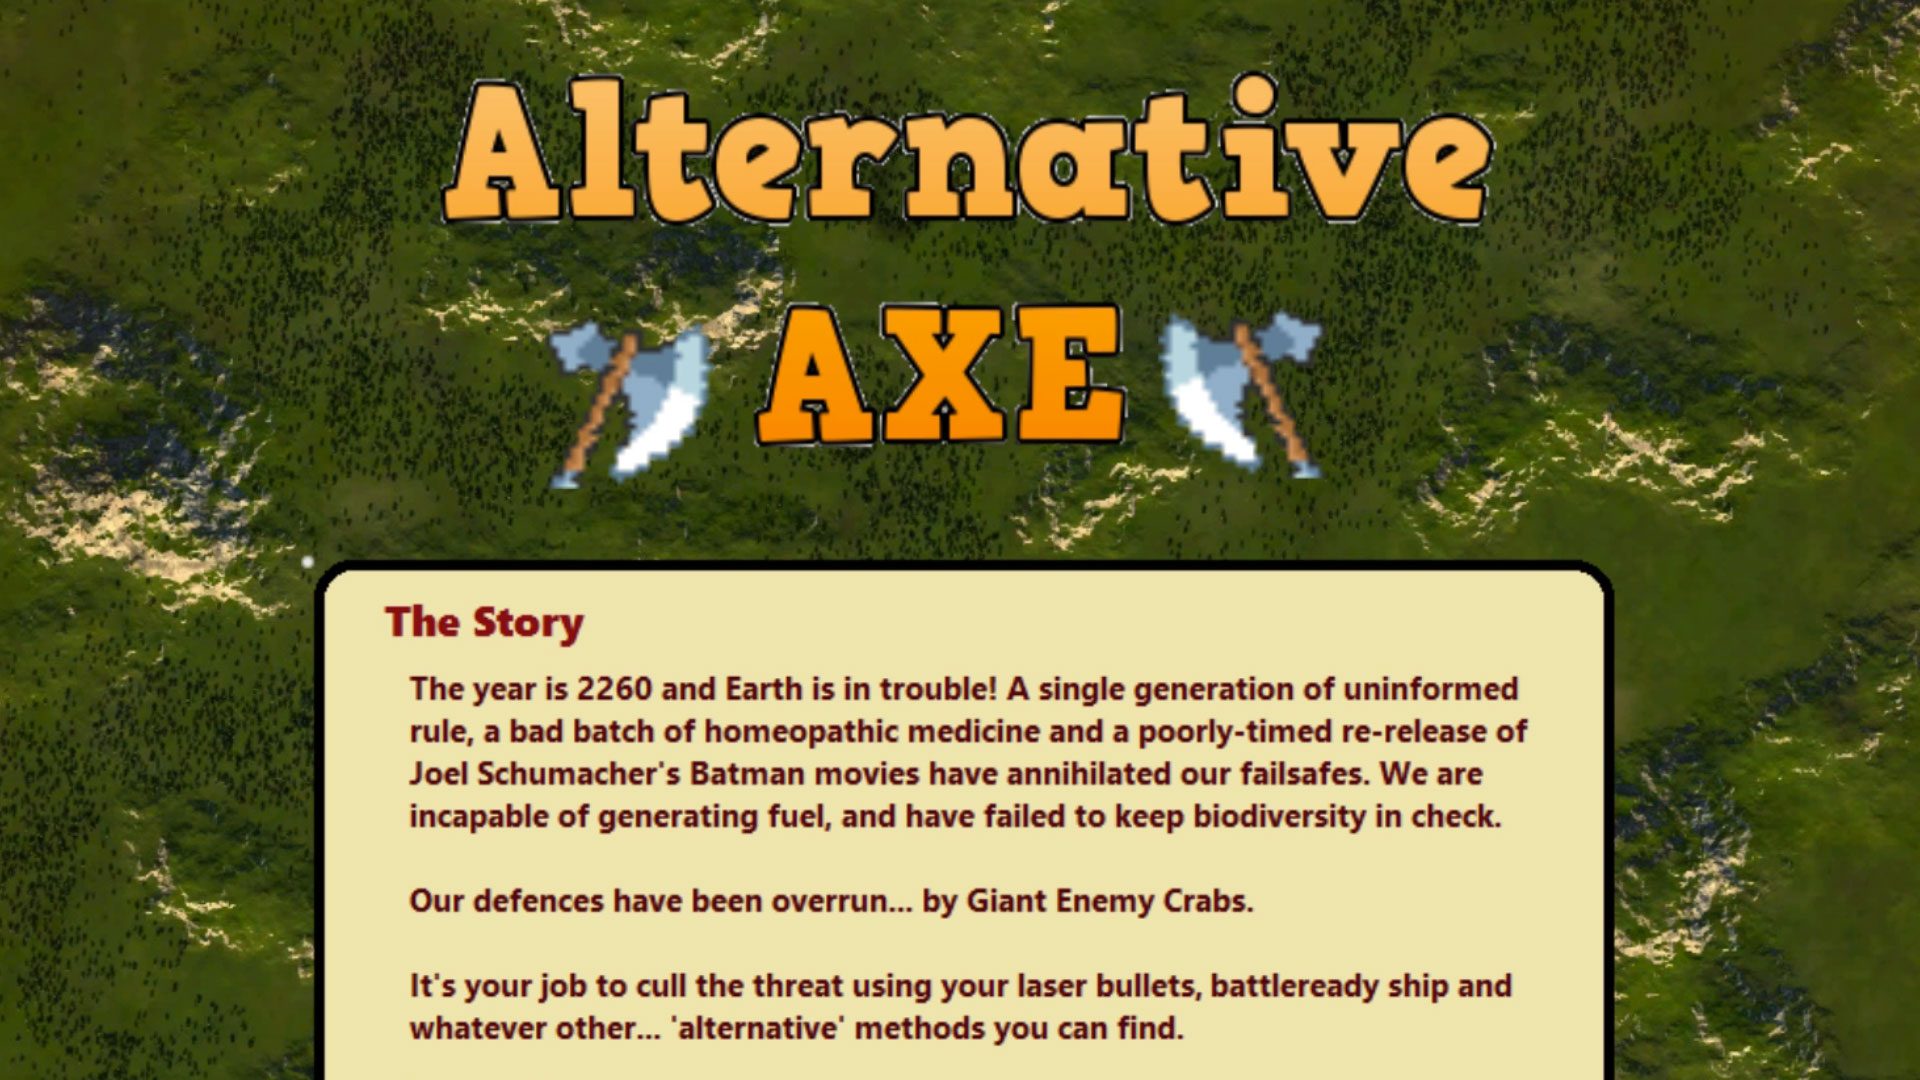 Alternative
AXE
The Story
The year is 2260 and Earth is in trouble! A single generation of uninformed
rule, a bad batch of homeopathic medicine and a poorly-timed re-release of
Joel Schumacher's Batman movies have annihilated our failsafes. We are
incapable of generating fuel, and have failed to keep biodiversity in check.
Our defences have been overrun... by Giant Enemy Crabs.
It's your job to cull the threat using your laser bullets, battleready ship and
whatever other... 'alternative' methods you can find.